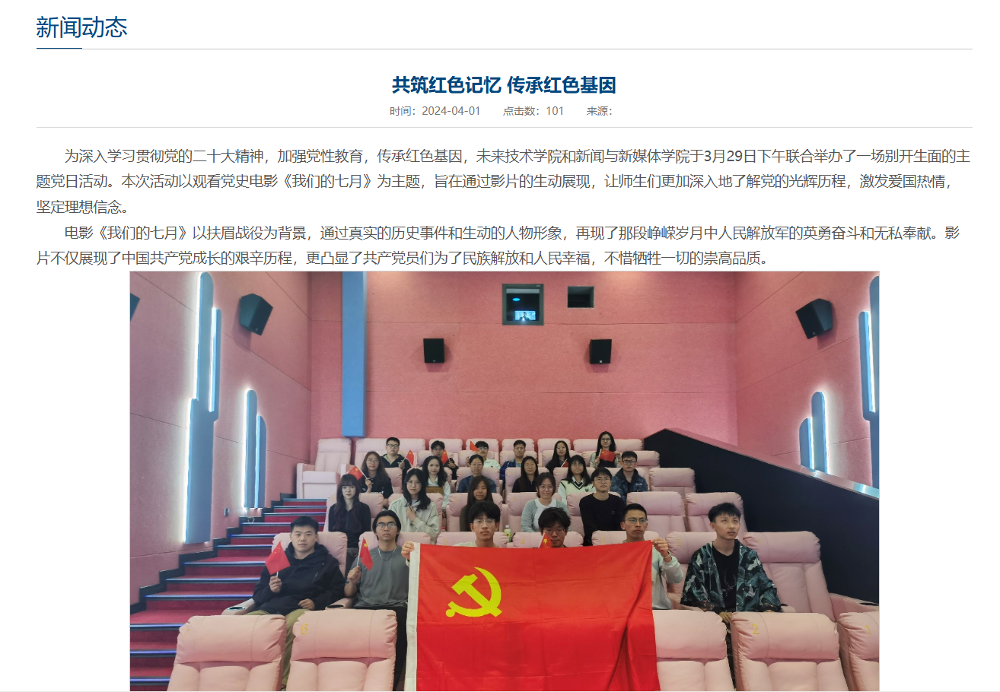 新闻动态
共筑红色记忆 传承红色基因
时间：2024-04-01 点击数：101 来源：
为深入学习贯彻党的二十大精神，加强党性教育，传承红色基因，未来技术学院和新闻与新媒体学院于3月29日下午联合举办了一场别开生面的主
题党日活动。本次活动以观看党史电影《我们的七月》为主题，旨在通过影片的生动展现，让师生们更加深入地了解党的光辉历程，激发爱国热情，
坚定理想信念。
电影《我们的七月》以扶眉战役为背景，通过真实的历史事件和生动的人物形象，再现了那段峥嵘岁月中人民解放军的英勇奋斗和无私奉献。影
片不仅展现了中国共产党成长的艰辛历程，更凸显了共产党员们为了民族解放和人民幸福，不惜牺牲一切的崇高品质。
6
2